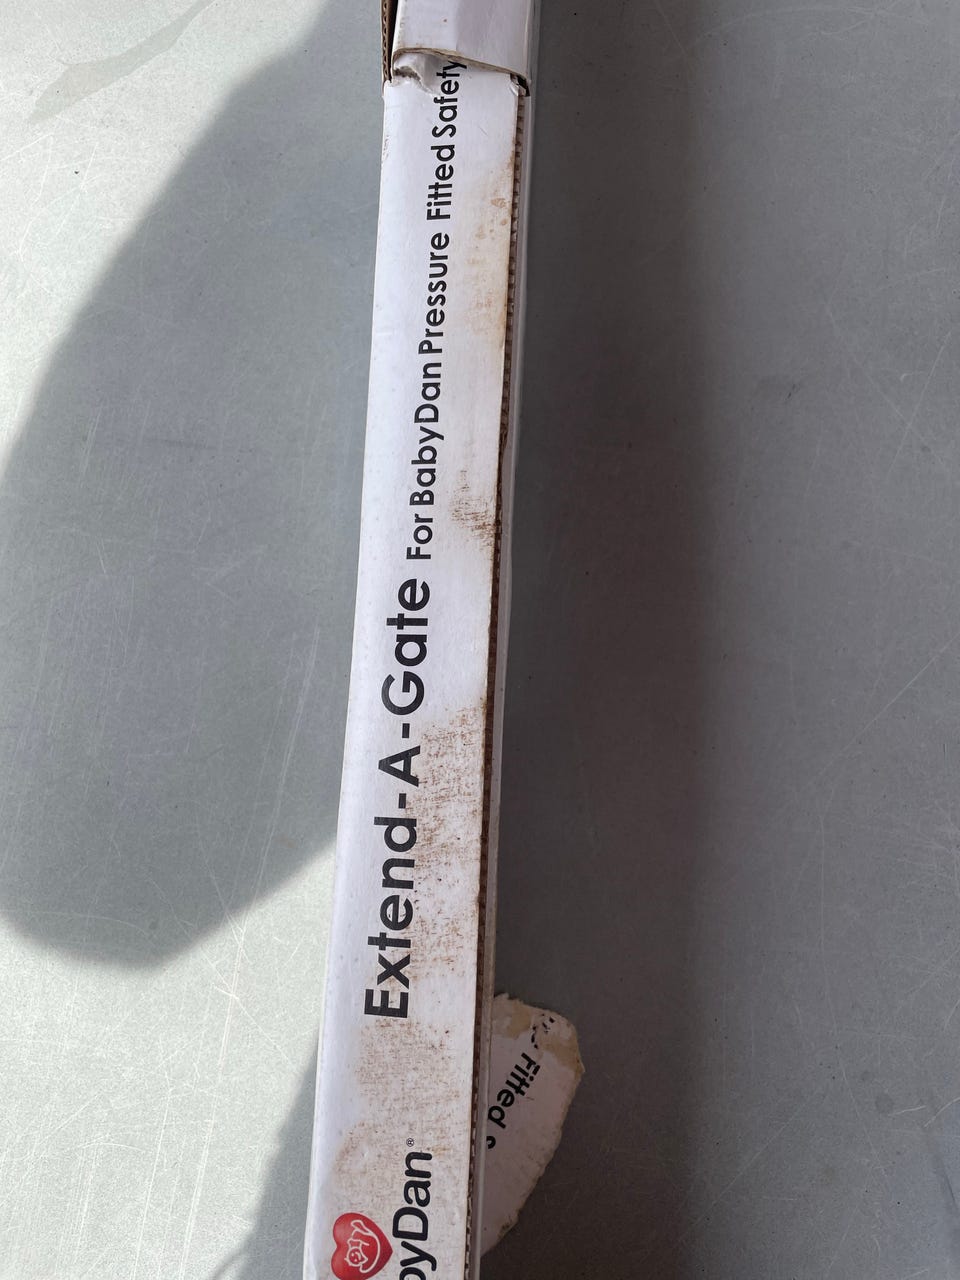 byDan®
Extend-A-Gate For BabyDan Pressure Fitted Safety
Fitted